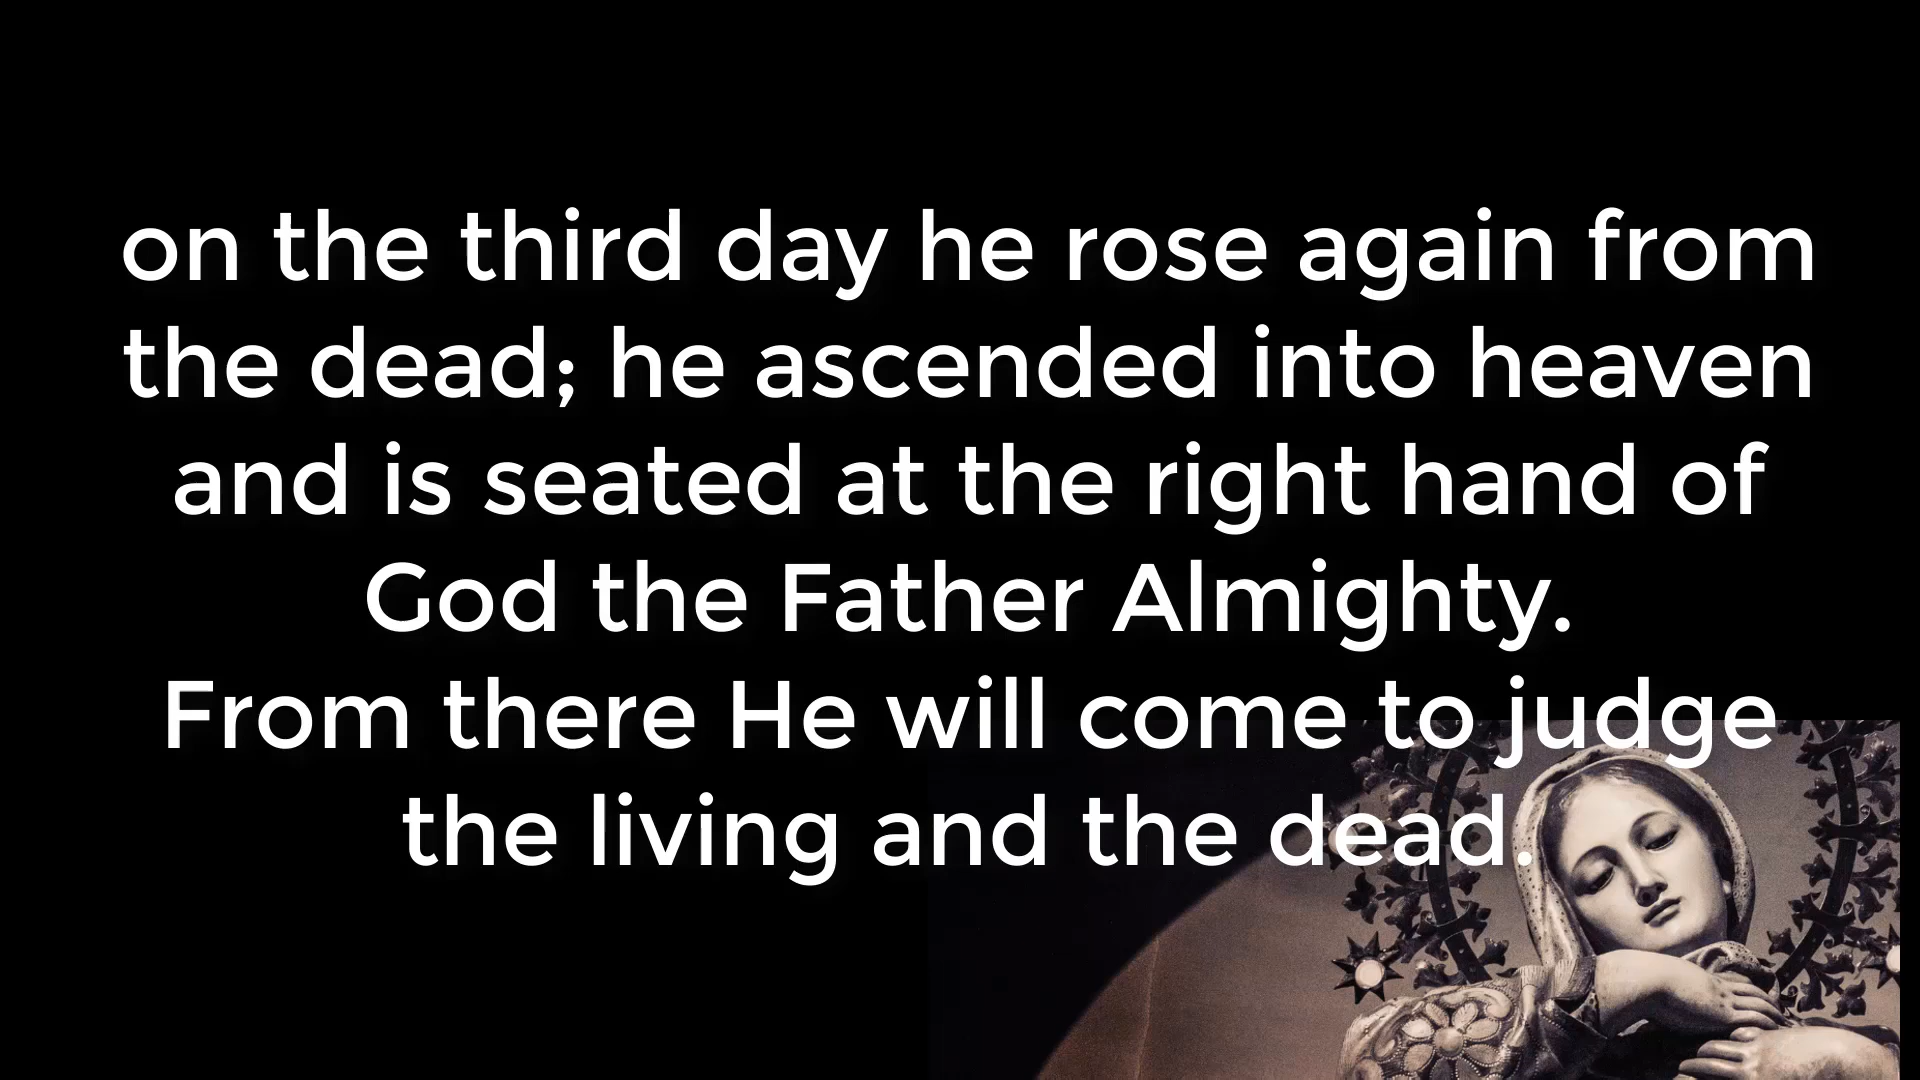 on the third day he rose again from
the dead; he ascended into heaven
and is seated at the right hand of
God the Father Almighty.
From there He will come to judge
the living and the dead.